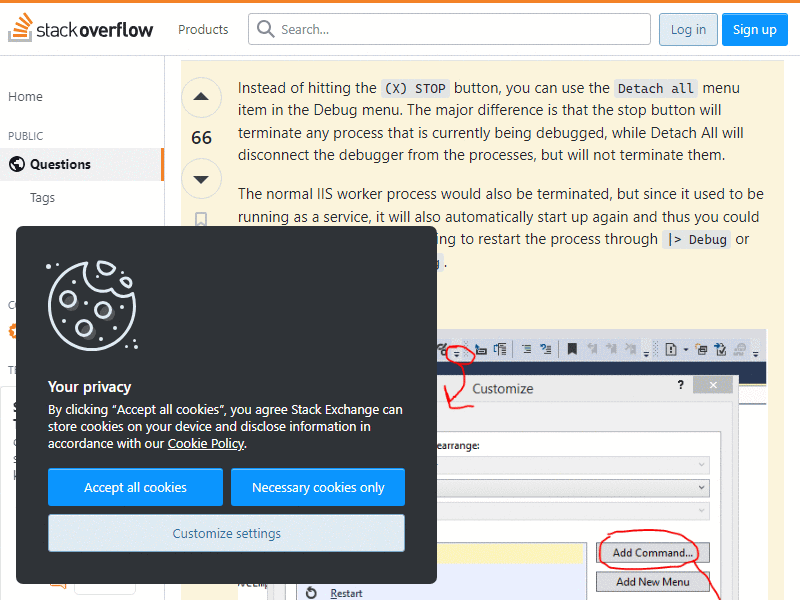 stackoverflow
Products
Search...
Log in
Sign up
Home
PUBLIC
Questions
Tags
66
Instead of hitting the (X) STOP button, you can use the Detach all menu
item in the Debug menu. The major difference is that the stop button will
terminate any process that is currently being debugged, while Detach All will
disconnect the debugger from the processes, but will not terminate them.
The normal IIS worker process would also be terminated, but since it used to be
running as a service, it will also automatically start up again and thus you could
ing to restart the process through |> Debug or
Your privacy
By clicking “Accept all cookies”, you agree Stack Exchange can
store cookies on your device and disclose information in
accordance with our Cookie Policy.
Accept all cookies
Necessary cookies only
Customize settings
Customize
?
earrange:
Add Command...
Add New Menu
Restart